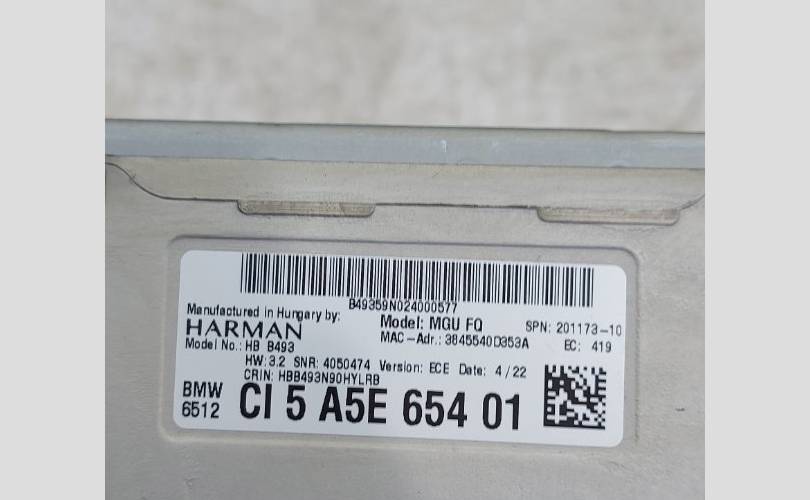 B49359N024000577
Manufactured in Hungary by:
HARMAN
Model: MGU FQ
SPN: 201173-10
Model No.: HB B493
MAC-Adr.: 3845540D353A
EC: 419
HW: 3.2 SNR: 4050474 Version: ECE Date: 4/22
CRIN: HBB493N90HYLRB
BMW
6512
CI 5 A5E 654 01